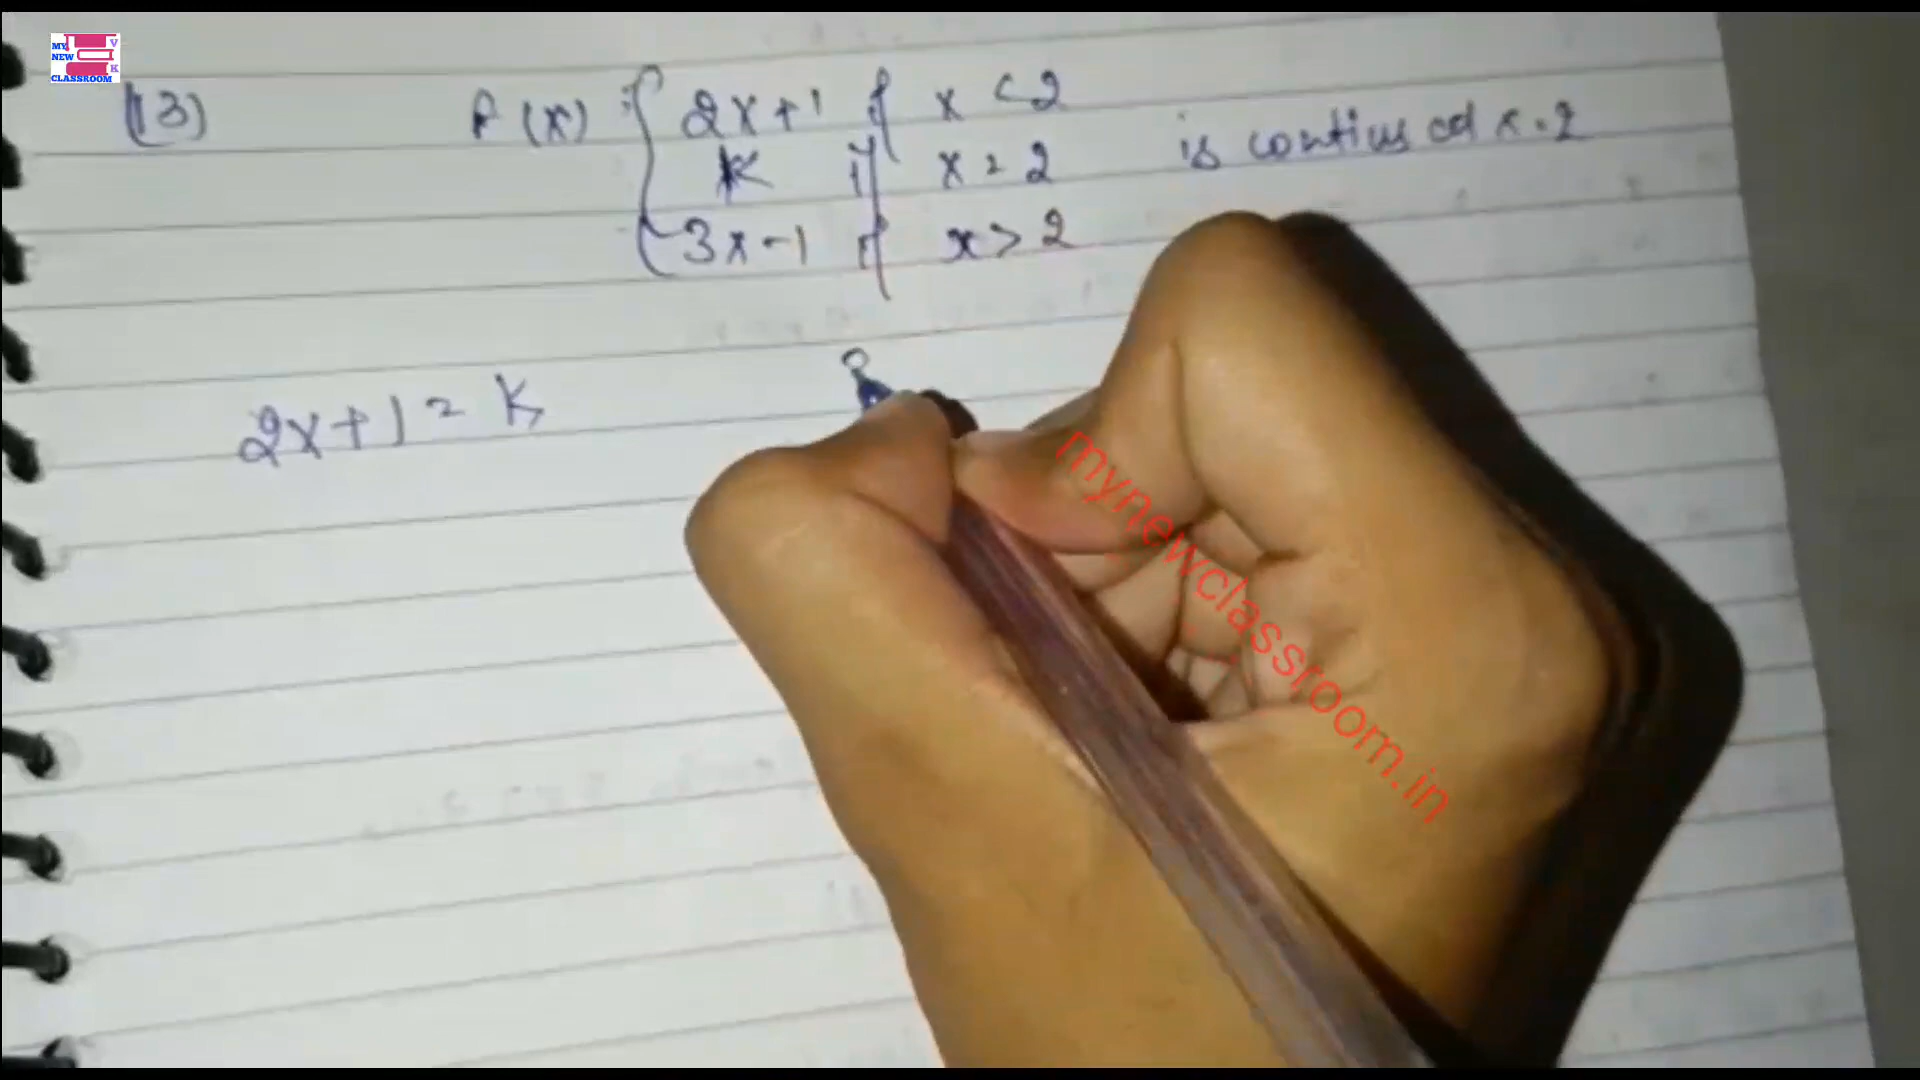 MY NEW CLASSROOM VK
(13) f(x) { 2x+1 if x < 2
K if x = 2 is contius at x = 2
3x-1 if x > 2
2x+1 = K
mynewclassroom.in